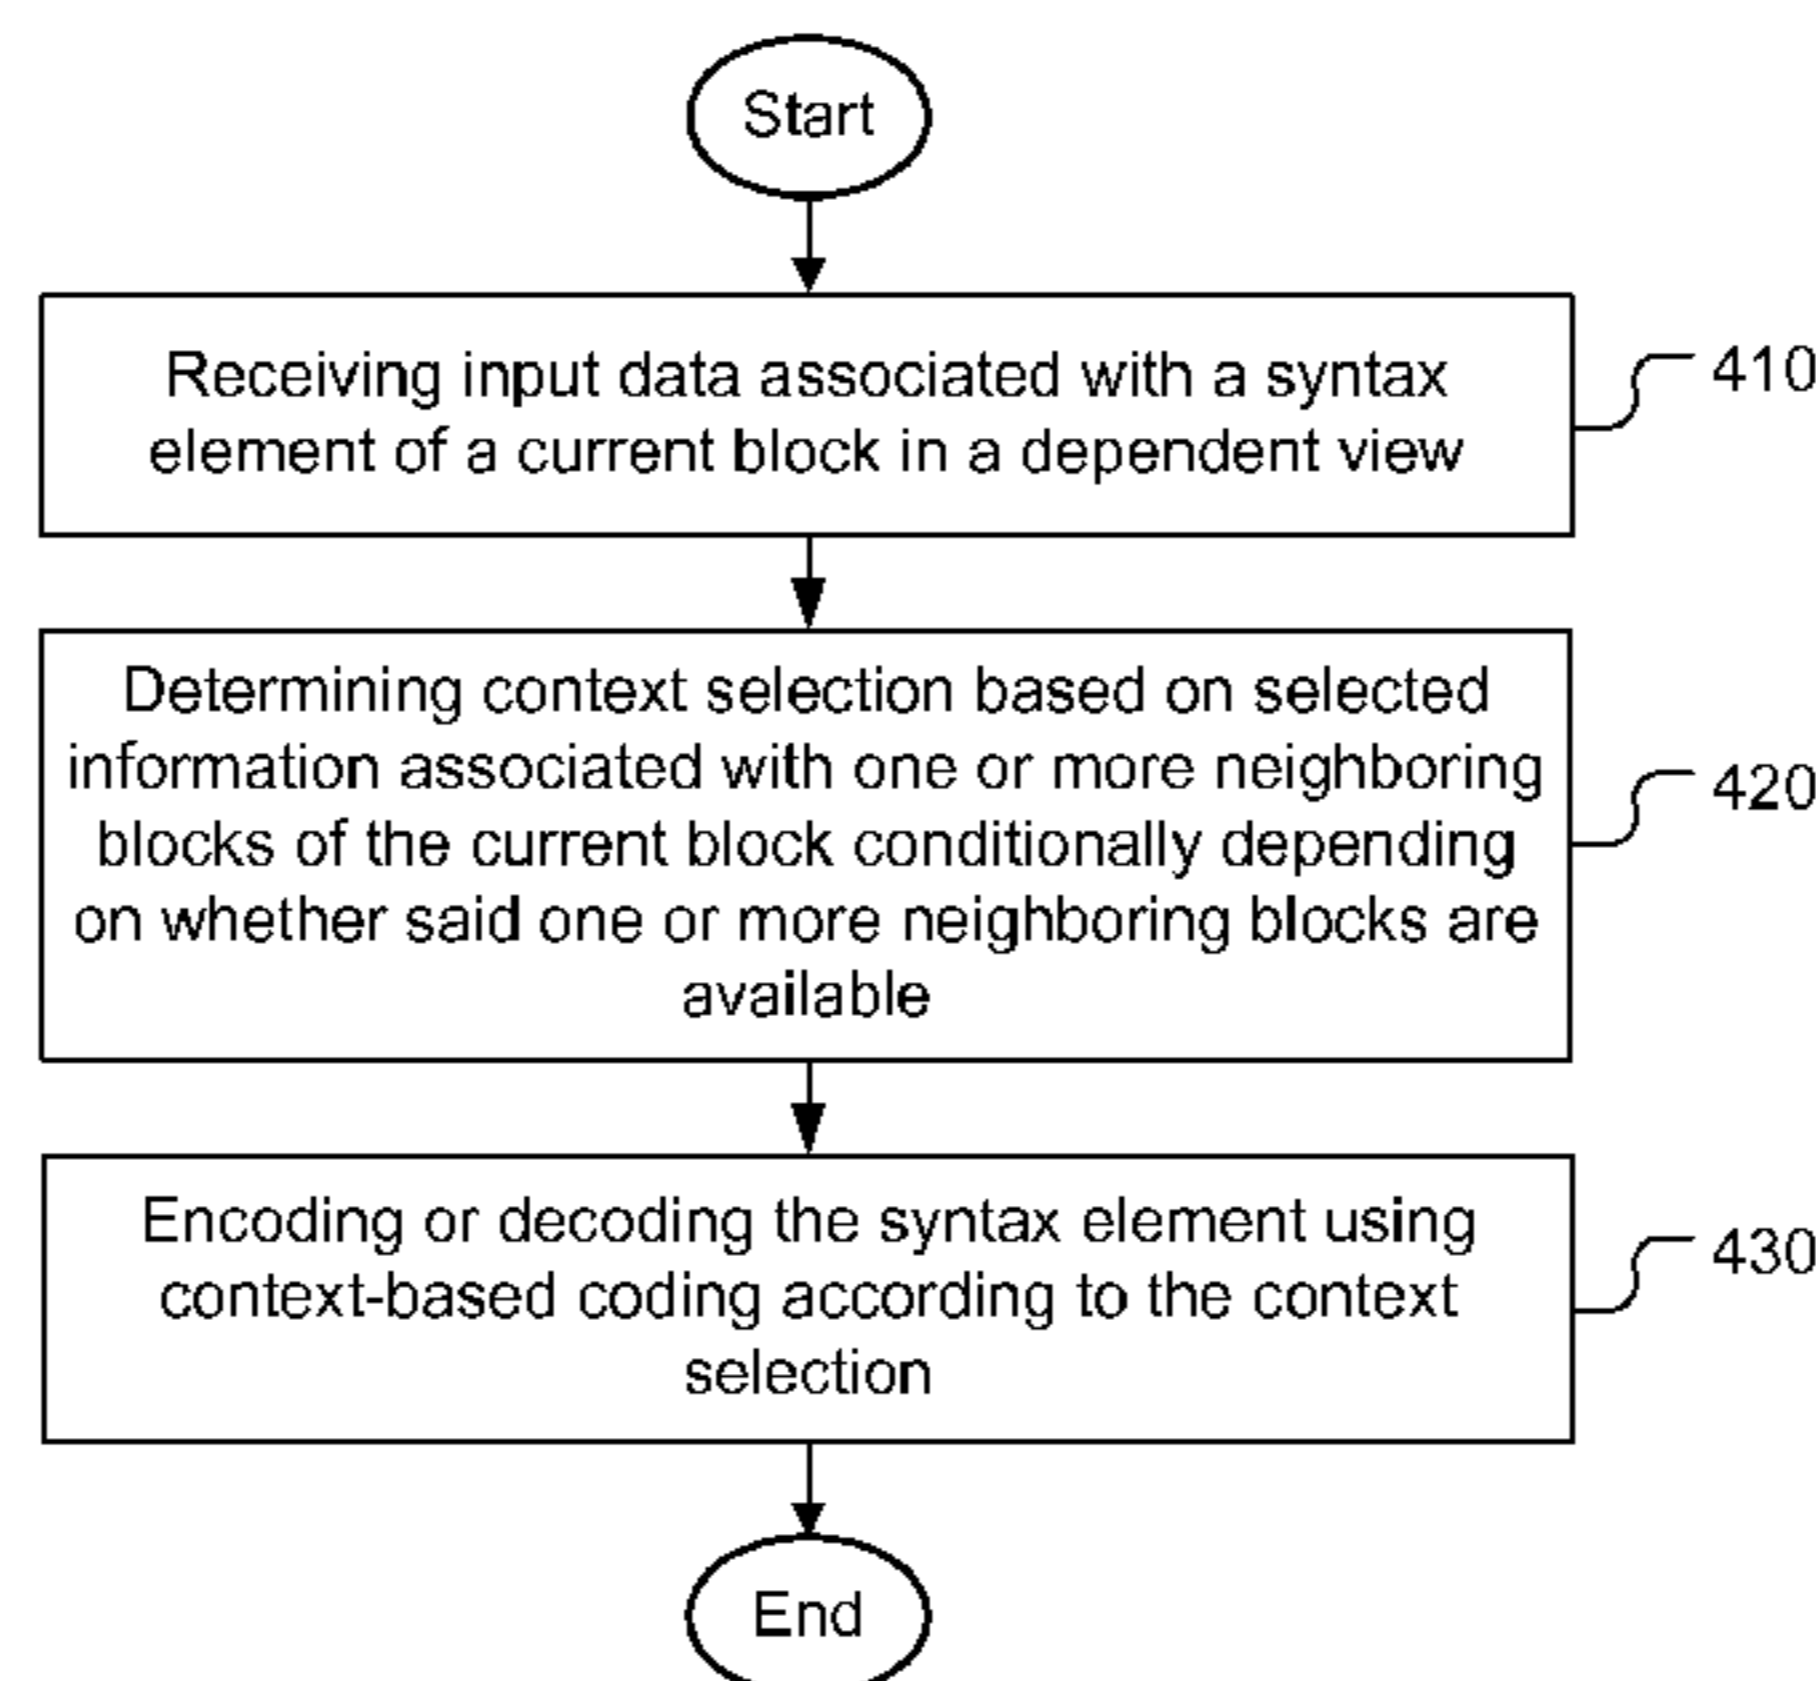 Start
Receiving input data associated with a syntax
element of a current block in a dependent view
410
Determining context selection based on selected
information associated with one or more neighboring
blocks of the current block conditionally depending
on whether said one or more neighboring blocks are
available
420
Encoding or decoding the syntax element using
context-based coding according to the context
selection
430
End